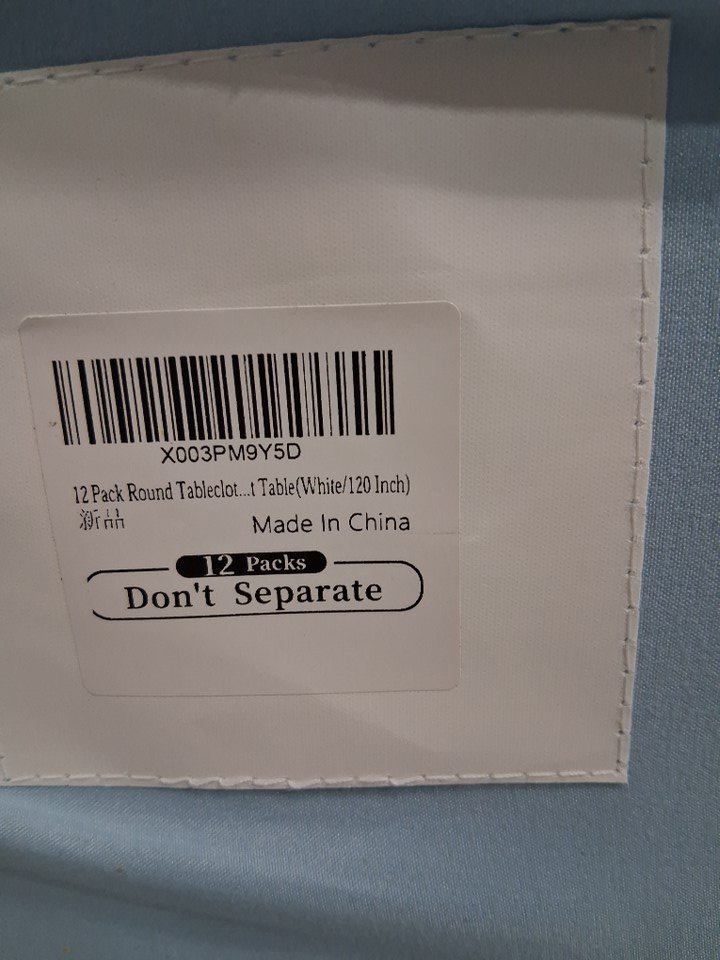 X003PM9Y5D
12 Pack Round Tableclot...t Table(White/120 Inch)
新品
Made In China
12 Packs
Don't Separate